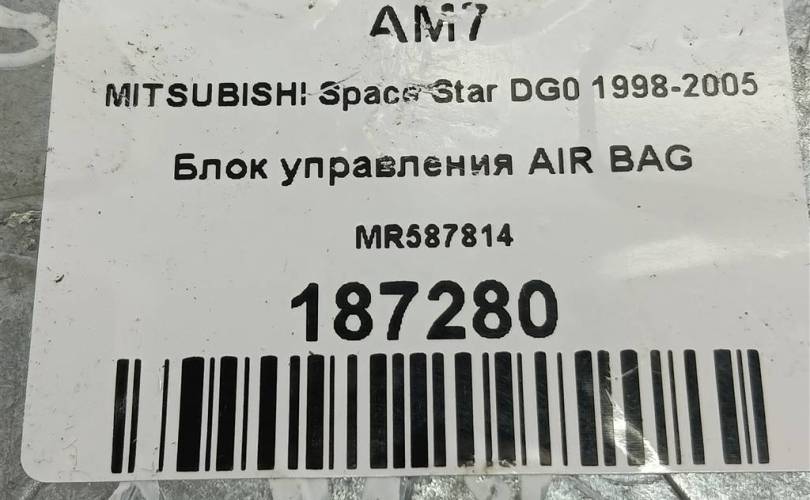 AM7
MITSUBISHI Space Star DG0 1998-2005
Блок управления AIR BAG
MR587814
187280